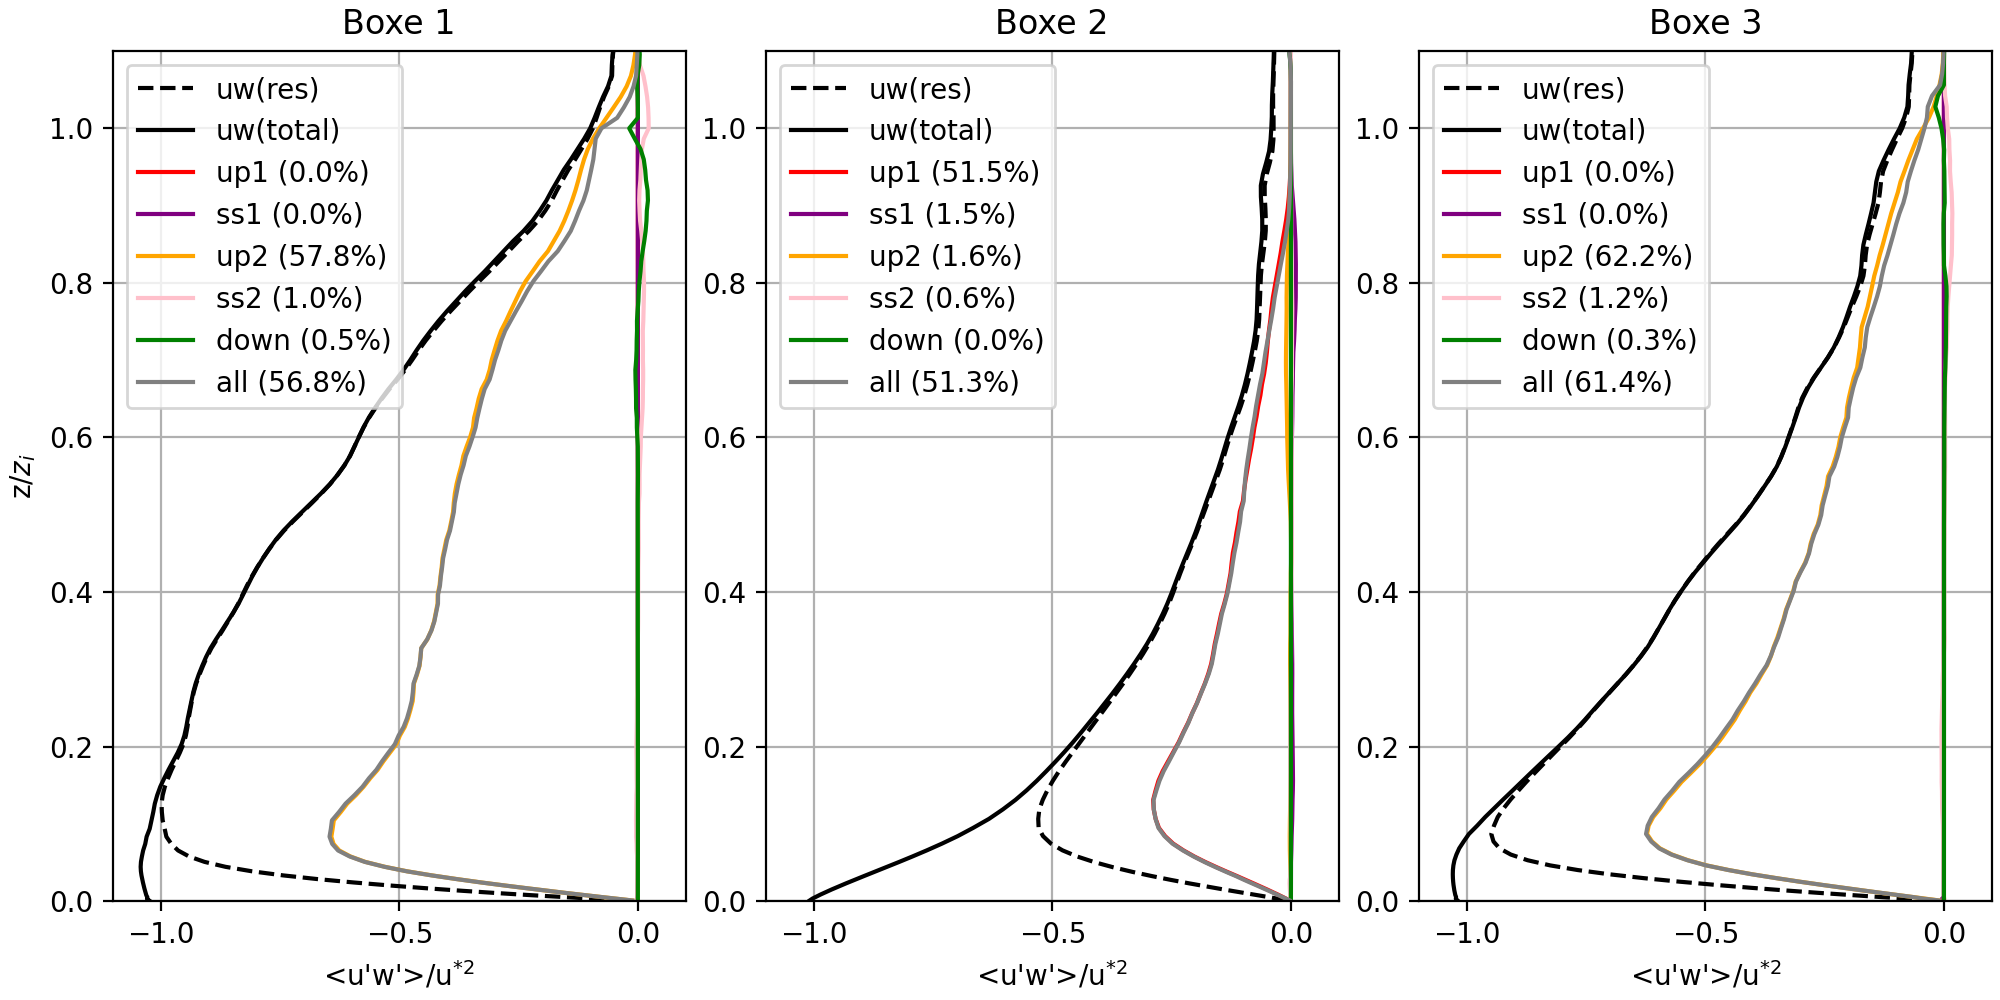 Boxe 1
uw(res)
uw(total)
up1 (0.0%)
ss1 (0.0%)
up2 (57.8%)
ss2 (1.0%)
down (0.5%)
all (56.8%)
1.0
0.8
0.6
0.4
0.2
0.0
z/z_i
−1.0
−0.5
0.0
<u'w'>/u^{*2}
Boxe 2
uw(res)
uw(total)
up1 (51.5%)
ss1 (1.5%)
up2 (1.6%)
ss2 (0.6%)
down (0.0%)
all (51.3%)
1.0
0.8
0.6
0.4
0.2
0.0
−1.0
−0.5
0.0
<u'w'>/u^{*2}
Boxe 3
uw(res)
uw(total)
up1 (0.0%)
ss1 (0.0%)
up2 (62.2%)
ss2 (1.2%)
down (0.3%)
all (61.4%)
1.0
0.8
0.6
0.4
0.2
0.0
−1.0
−0.5
0.0
<u'w'>/u^{*2}